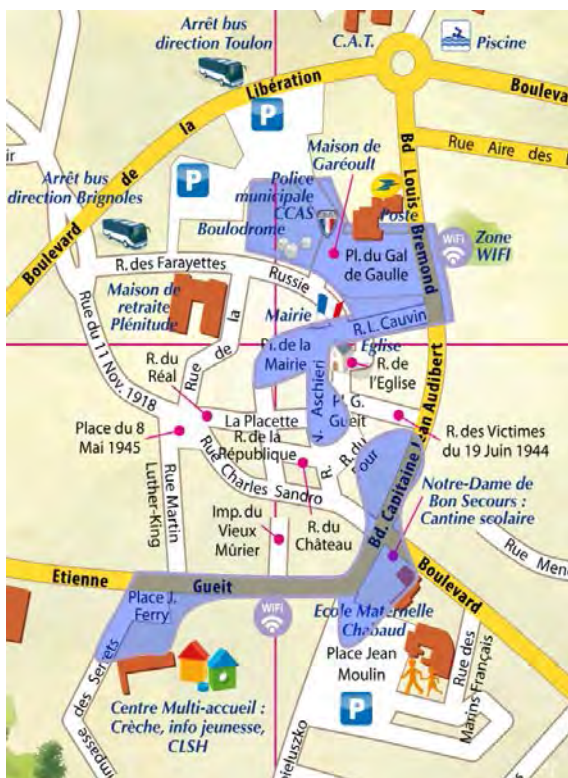 Arrêt bus
direction Toulon
C.A.T.
Piscine
Libération
Bouleva
P
la
Maison de
Garéoult
Bd Louis
Rue Aire des
Police
municipale
CCAS
Arrêt bus
direction Brignoles
P
de
Boulodrome
Poste
Bremond
WiFi
Zone
WIFI
Boulevard
Pl. du Gal
de Gaulle
R. des Farayettes
Russie
Maison de
retraite
Plénitude
Mairie
R. L. Cauvin
Rue du 11 Nov. 1918
Rue de la
Pl. de la
Mairie
Eglise
R. de
l'Eglise
R. du
Réal
Aschieri
V.
La Placette
Pl. G.
Gueit
Jean Audibert
Place du 8
Mai 1945
R. de la
République
R. du
Four
R. des Victimes
du 19 Juin 1944
R.
Rue Charles Sandro
Rue Martin
Luther-King
Notre-Dame de
Bon Secours :
Cantine scolaire
Imp. du
Vieux
Mûrier
R. du
Château
Bd. Capitaine
Rue Mend
Etienne
Gueit
Boulevard
Place J.
Ferry
WiFi
Ecole Maternelle
Chabaud
Place Jean
Moulin
Rue des
Marins Français
Impasse des Serrets
Centre Multi-accueil :
Crèche, info jeunesse,
CLSH
P
ieluszko